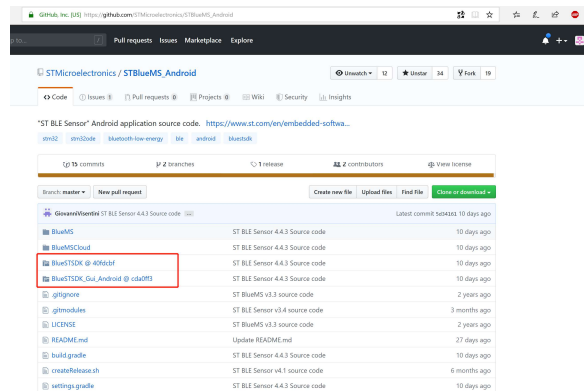 GitHub, Inc. [US] https://github.com/STMicroelectronics/STBlueMS_Android
p to... / Pull requests Issues Marketplace Explore
STMicroelectronics / STBlueMS_Android Unwatch 12 Unstar 34 Fork 19
Code Issues 1 Pull requests 0 Projects 0 Wiki Security Insights
"ST BLE Sensor" Android application source code. https://www.st.com/en/embedded-softwa...
stm32 stm32ode bluetooth-low-energy ble android bluestsdk
15 commits 2 branches 1 release 2 contributors View license
Branch: master New pull request Create new file Upload files Find File Clone or download
GiovanniVisentini ST BLE Sensor 4.4.3 Source code ... Latest commit 10 days ago
BlueMS ST BLE Sensor 4.4.3 Source code 10 days ago
BlueMSCloud ST BLE Sensor 4.4.3 Source code 10 days ago
BlueSTSDK @ 40fdcbf ST BLE Sensor 4.4.3 Source code 10 days ago
BlueSTSDK_Gui_Android @ cda0ff3 ST BLE Sensor 4.4.3 Source code 10 days ago
.gitignore ST BlueMS v3.3 source code 2 years ago
.gitmodules ST BLE Sensor v3.4 source code 3 months ago
LICENSE ST BlueMS v3.3 source code 2 years ago
README.md Update README.md 27 days ago
build.gradle ST BLE Sensor 4.4.3 Source code 10 days ago
createRelease.sh ST BLE Sensor v4.1 source code 6 months ago
settings.gradle ST BLE Sensor 4.4.3 Source code 10 days ago